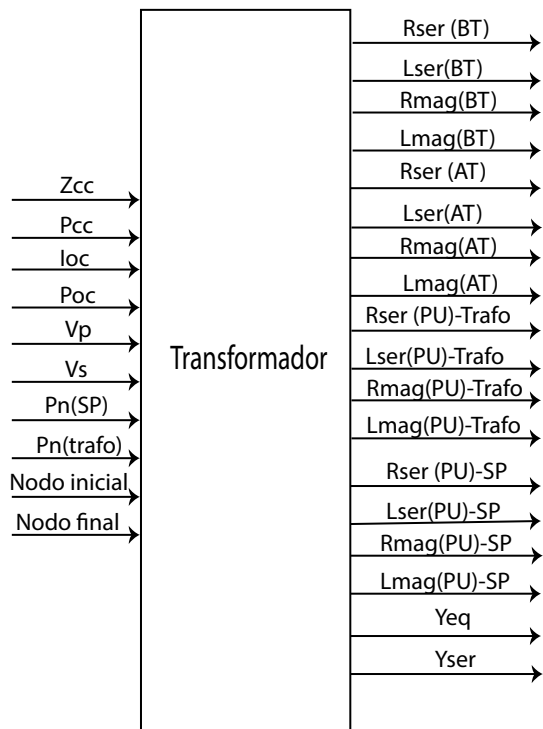 Zcc
Pcc
Ioc
Poc
Vp
Vs
Pn(SP)
Pn(trafo)
Nodo inicial
Nodo final
Transformador
Rser (BT)
Lser(BT)
Rmag(BT)
Lmag(BT)
Rser (AT)
Lser(AT)
Rmag(AT)
Lmag(AT)
Rser (PU)-Trafo
Lser(PU)-Trafo
Rmag(PU)-Trafo
Lmag(PU)-Trafo
Rser (PU)-SP
Lser(PU)-SP
Rmag(PU)-SP
Lmag(PU)-SP
Yeq
Yser